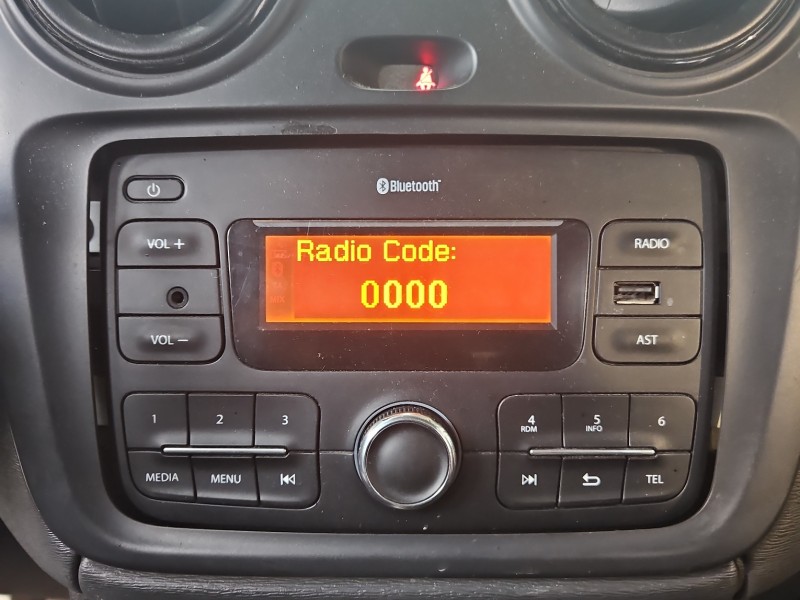 Bluetooth
VOL +
RADIO
Radio Code:
0000
VOL −
AST
1
2
3
4
RDM
5
INFO
6
MEDIA
MENU
TEL